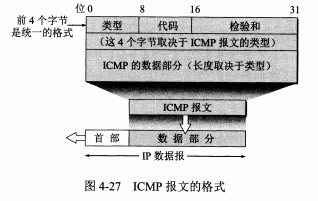 位 0 8 16 31
前 4 个字节
是统一的格式
类型 代码 检验和
(这 4 个字节取决于 ICMP 报文的类型)
ICMP 的数据部分(长度取决于类型)
ICMP 报文
首 部 数 据 部 分
IP 数据报
图 4-27 ICMP 报文的格式